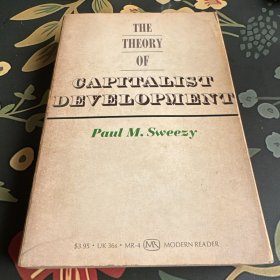 THE
THEORY
OF
CAPITALIST
DEVELOPMENT
Paul M. Sweezy
$3.95 • UK 36s • MR-4 MR MODERN READER